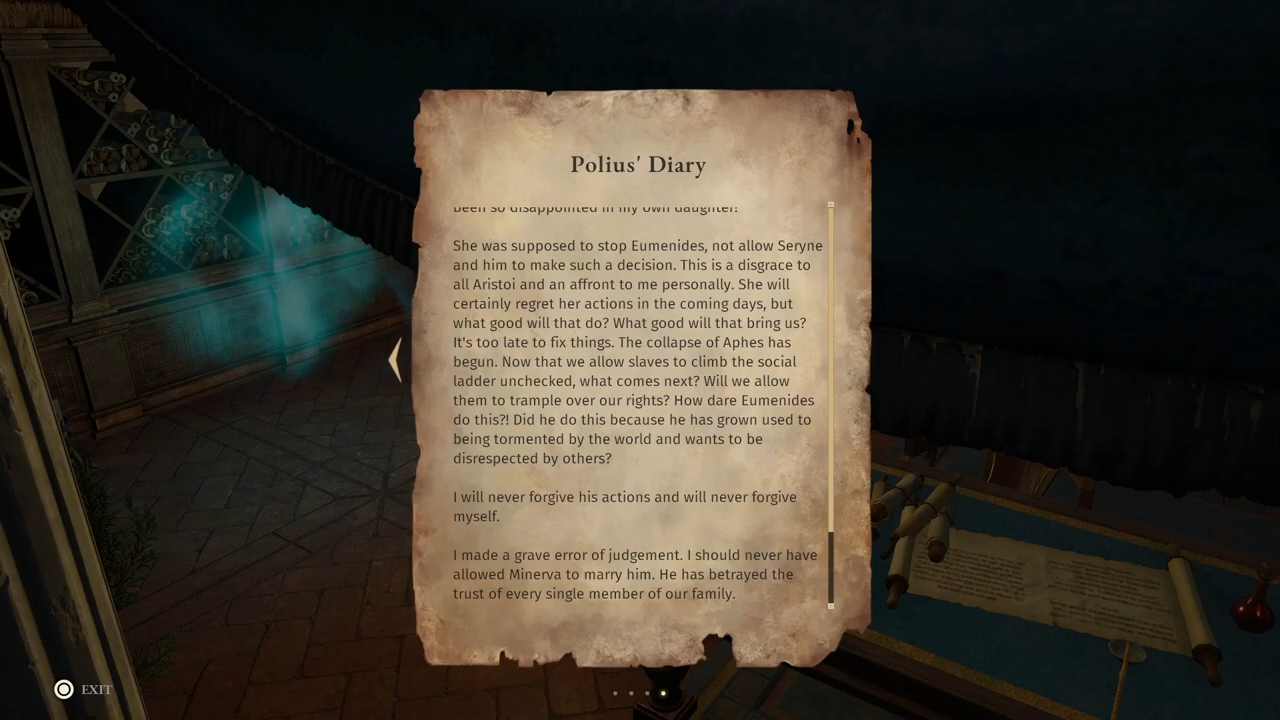 Polius' Diary
been so disappointed in my own daughter!
She was supposed to stop Eumenides, not allow Seryne
and him to make such a decision. This is a disgrace to
all Aristoi and an affront to me personally. She will
certainly regret her actions in the coming days, but
what good will that do? What good will that bring us?
It's too late to fix things. The collapse of Aphes has
begun. Now that we allow slaves to climb the social
ladder unchecked, what comes next? Will we allow
them to trample over our rights? How dare Eumenides
do this?! Did he do this because he has grown used to
being tormented by the world and wants to be
disrespected by others?
I will never forgive his actions and will never forgive
myself.
I made a grave error of judgement. I should never have
allowed Minerva to marry him. He has betrayed the
trust of every single member of our family.
EXIT